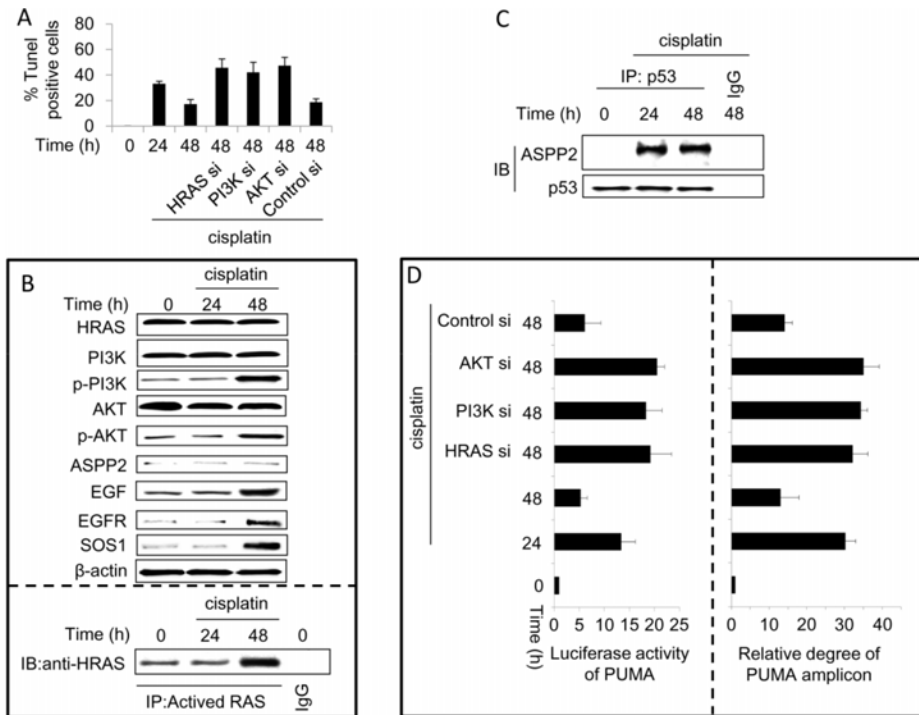 A
80
60
40
20
0
% Tunel
positive cells
Time (h) 0 24 48 48 48 48 48
HRAS si
PI3K si
AKT si
Control si
cisplatin
C
cisplatin
IP: p53
IgG
Time (h) 0 24 48 48
IB
ASPP2
p53
B
cisplatin
Time (h) 0 24 48
HRAS
PI3K
p-PI3K
AKT
p-AKT
ASPP2
EGF
EGFR
SOS1
β-actin
cisplatin
Time (h) 0 24 48 0
IB:anti-HRAS
IP:Actived RAS
IgG
D
cisplatin
Control si 48
AKT si 48
PI3K si 48
HRAS si 48
48
24
0
Time (h)
0 5 10 15 20 25
Luciferase activity
of PUMA
0 10 20 30 40
Relative degree of
PUMA amplicon